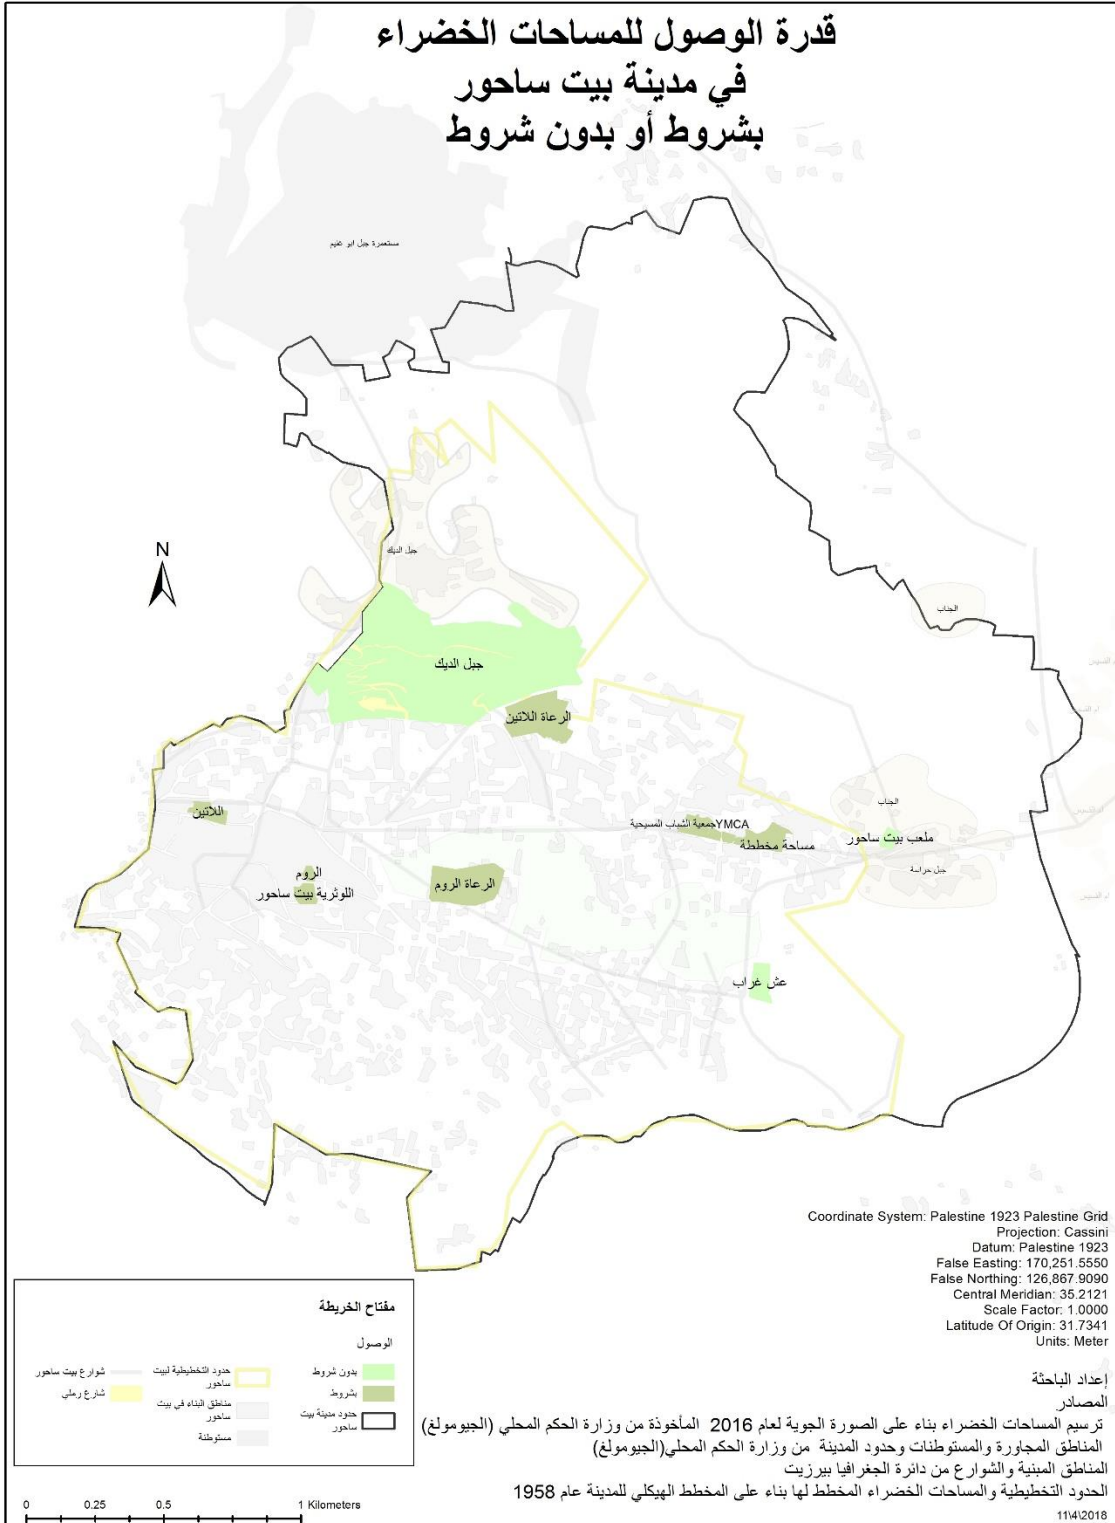 قدرة الوصول للمساحات الخضراء
في مدينة بيت ساحور
بشروط أو بدون شروط
مستعمرة جبل ابو غنيم
N
جبل الديك
الجناب
جبل الديك
الرعاة اللاتين
اللاتين
الجناب
جمعية الشباب المسيحية YMCA
مساحة مخططة
ملعب بيت ساحور
جبل حراسة
الروم
اللوثرية بيت ساحور
الرعاة الروم
عش غراب
Coordinate System: Palestine 1923 Palestine Grid
Projection: Cassini
Datum: Palestine 1923
False Easting: 170,251.5550
False Northing: 126,867.9090
Central Meridian: 35.2121
Scale Factor: 1.0000
Latitude Of Origin: 31.7341
Units: Meter
مفتاح الخريطة
الوصول
بدون شروط
بشروط
حدود مدينة بيت
ساحور
حدود التخطيطية لبيت
ساحور
مناطق البناء في بيت
ساحور
مستوطنة
شوارع بيت ساحور
شارع رملي
إعداد الباحثة
المصادر
ترسيم المساحات الخضراء بناء على الصورة الجوية لعام 2016 المأخوذة من وزارة الحكم المحلي (الجيومولغ)
المناطق المجاورة والمستوطنات وحدود المدينة من وزارة الحكم المحلي(الجيومولغ)
المناطق المبنية والشوارع من دائرة الجغرافيا بيرزيت
الحدود التخطيطية والمساحات الخضراء المخطط لها بناء على المخطط الهيكلي للمدينة عام 1958
11\4\2018
0 0.25 0.5 1 Kilometers